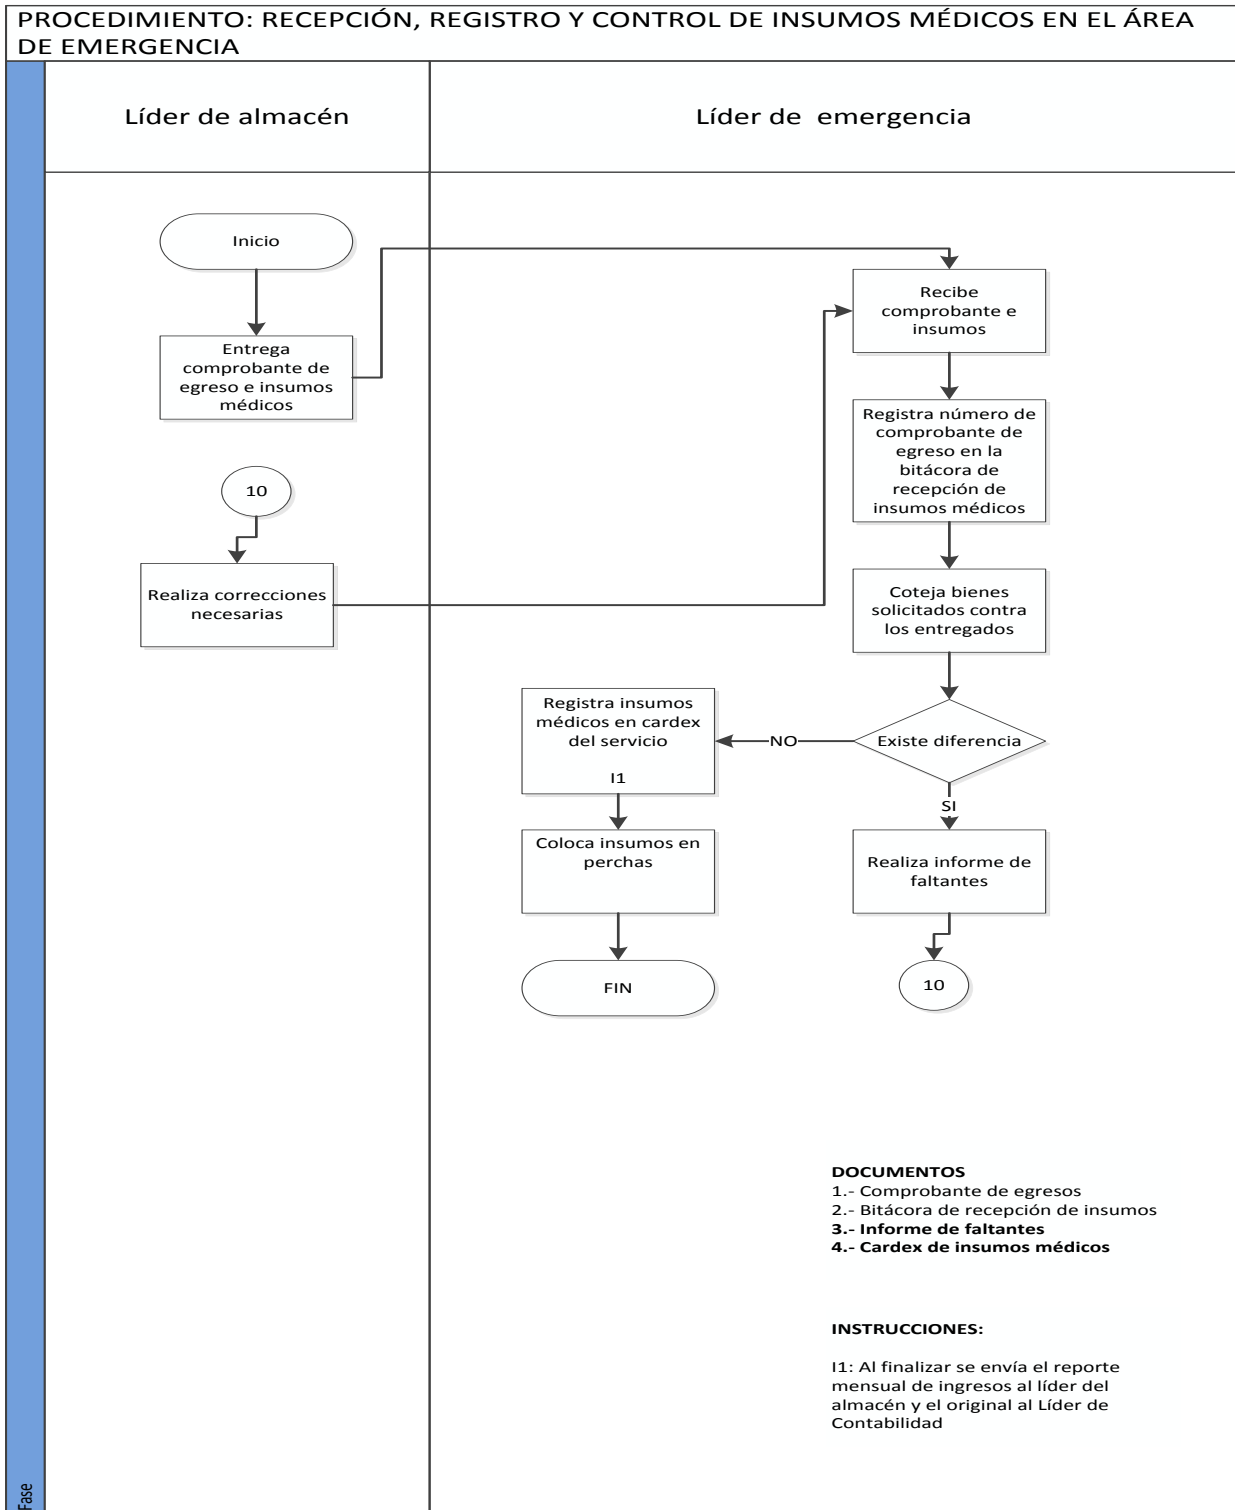 PROCEDIMIENTO: RECEPCIÓN, REGISTRO Y CONTROL DE INSUMOS MÉDICOS EN EL ÁREA
DE EMERGENCIA
Líder de almacén
Líder de emergencia
Inicio
Entrega
comprobante de
egreso e insumos
médicos
10
Realiza correcciones
necesarias
Recibe
comprobante e
insumos
Registra número de
comprobante de
egreso en la
bitácora de
recepción de
insumos médicos
Coteja bienes
solicitados contra
los entregados
Existe diferencia
NO
SI
Registra insumos
médicos en cardex
del servicio
I1
Coloca insumos en
perchas
FIN
Realiza informe de
faltantes
10
DOCUMENTOS
1.- Comprobante de egresos
2.- Bitácora de recepción de insumos
3.- Informe de faltantes
4.- Cardex de insumos médicos
INSTRUCCIONES:
I1: Al finalizar se envía el reporte
mensual de ingresos al líder del
almacén y el original al Líder de
Contabilidad
Fase